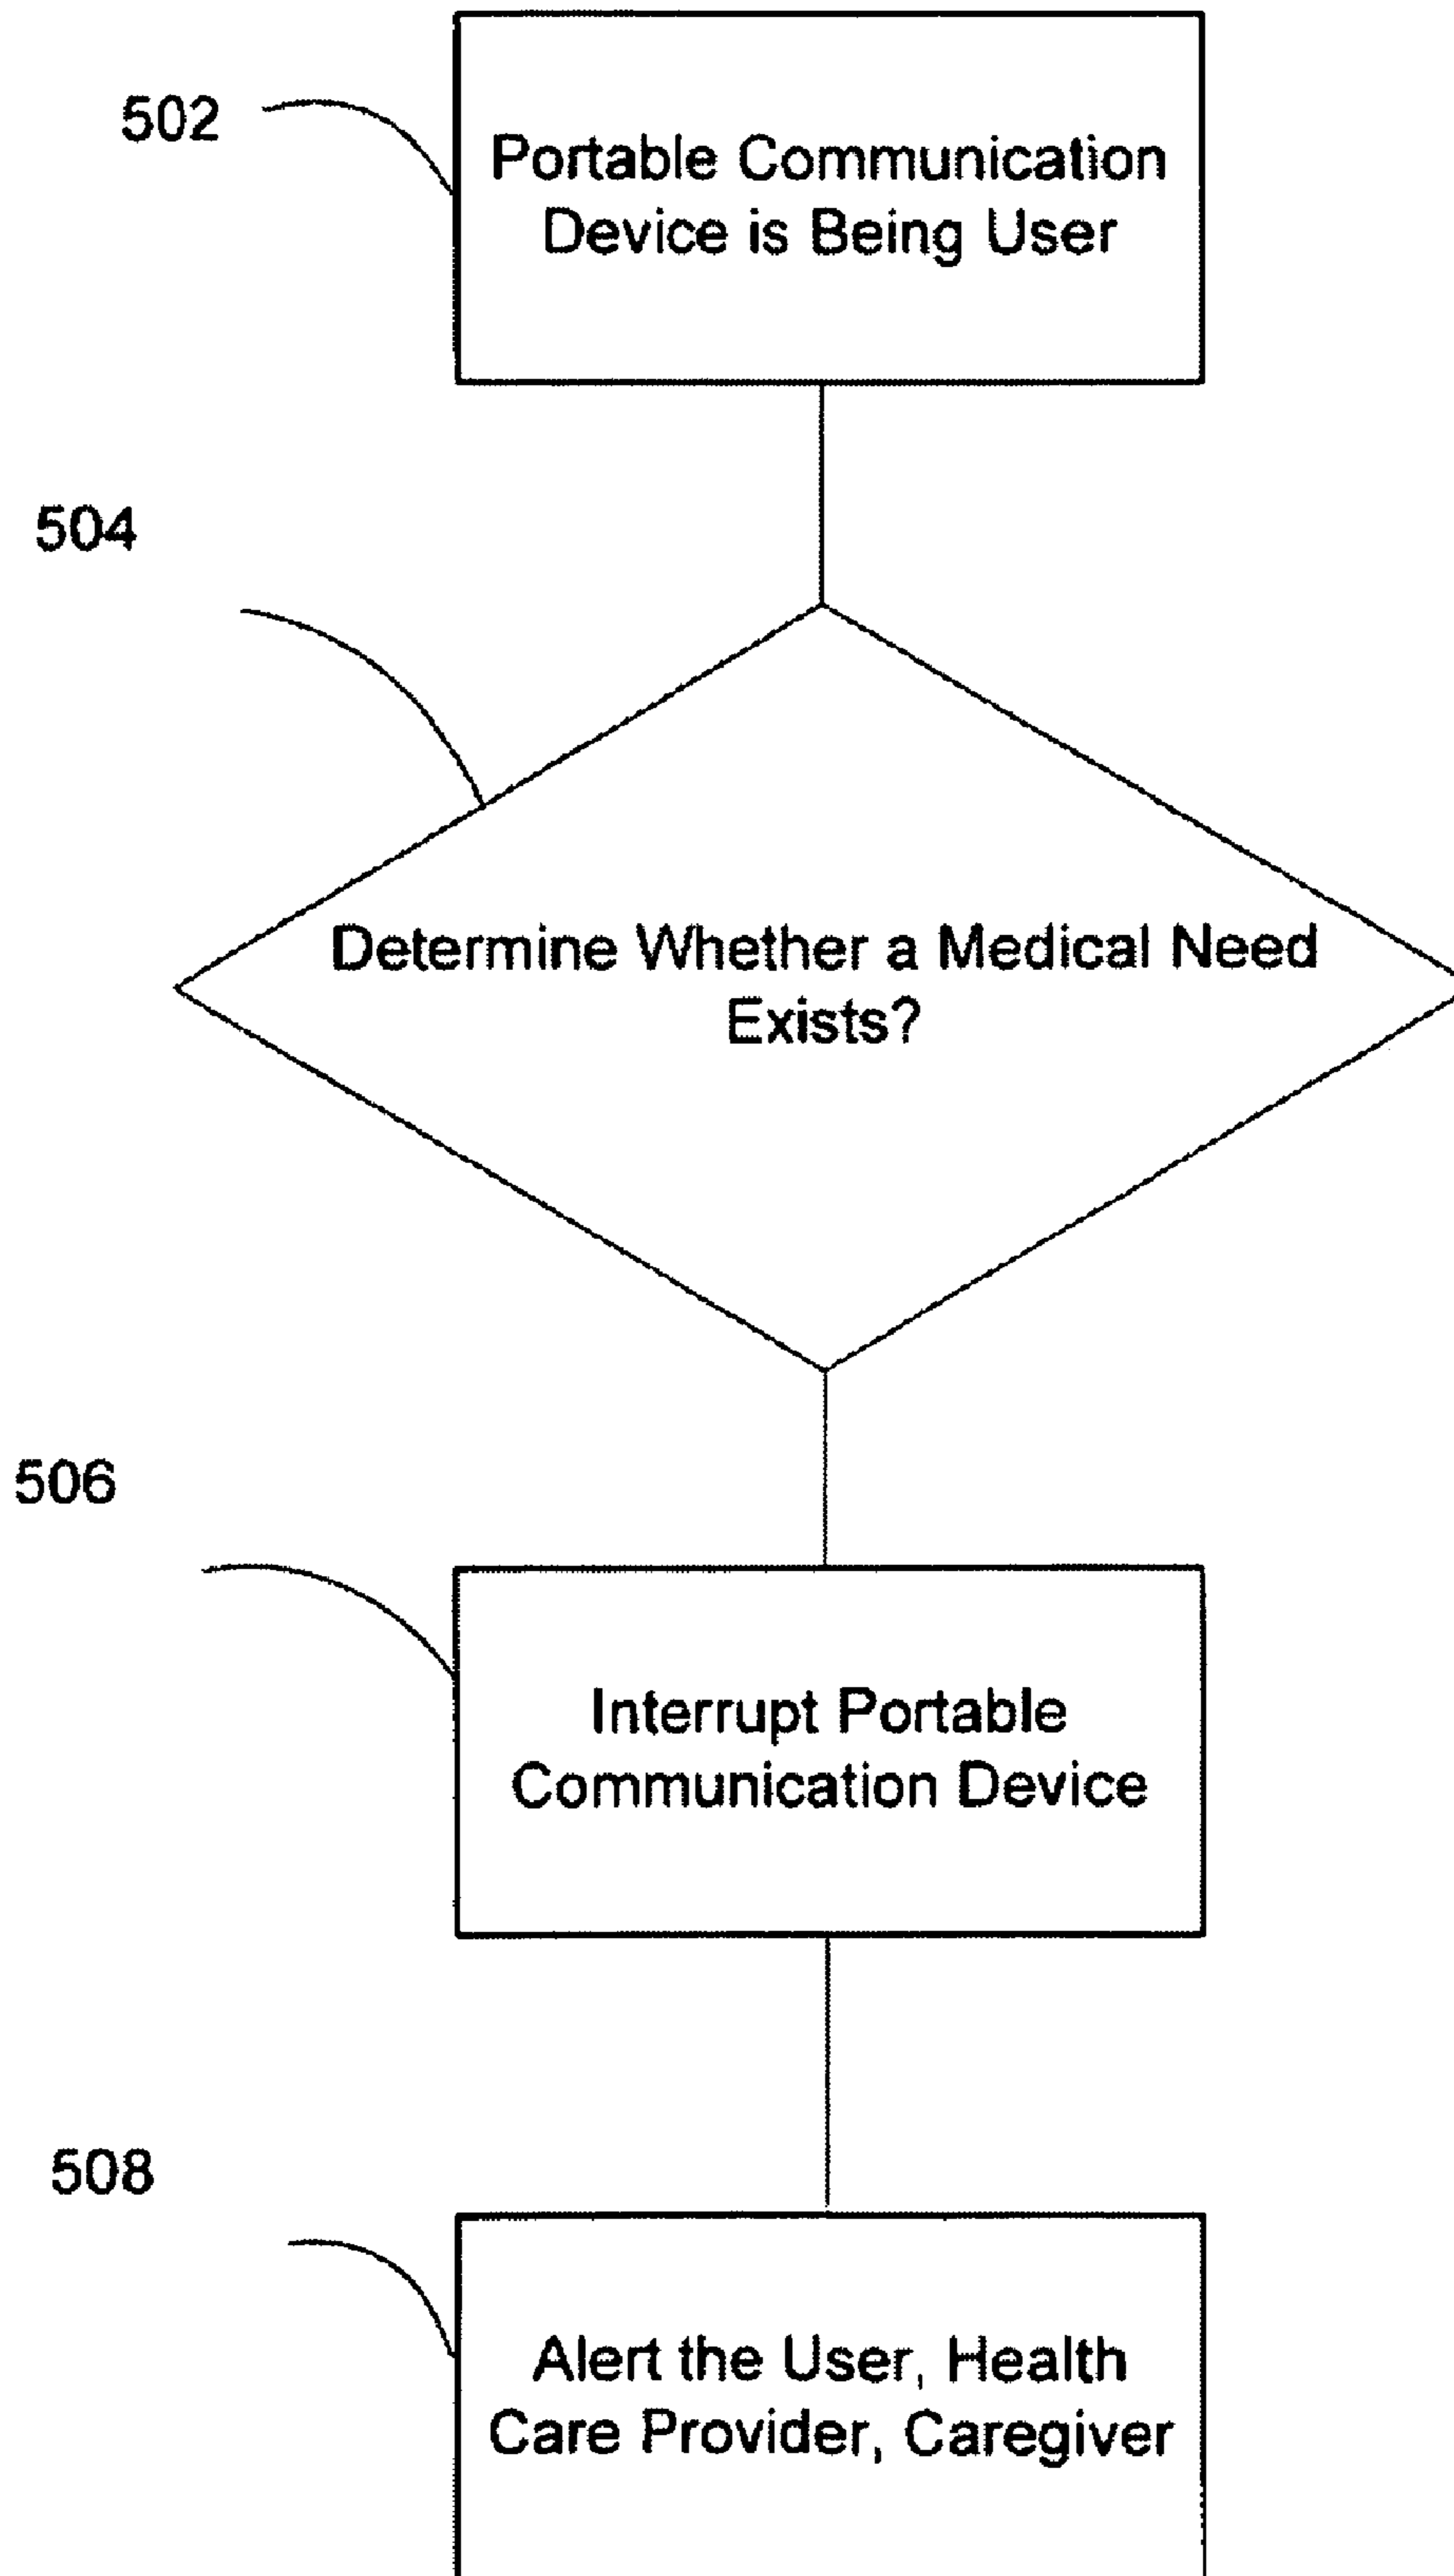 502
Portable Communication
Device is Being User
504
Determine Whether a Medical Need
Exists?
506
Interrupt Portable
Communication Device
508
Alert the User, Health
Care Provider, Caregiver